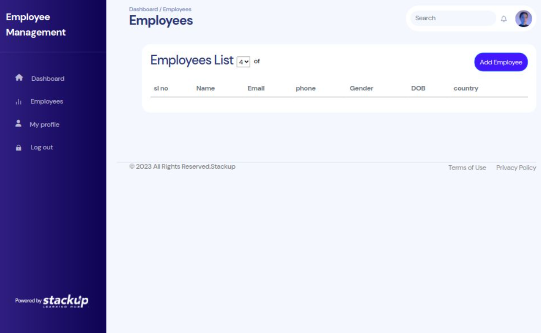 Employee
Management
Dashboard
Employees
My profile
Log out
Powered by stackup
LEARNING HUB
Dashboard / Employees
Employees
Search
Employees List 4 of
Add Employee
sl no Name Email phone Gender DOB country
© 2023 All Rights Reserved.Stackup
Terms of Use Privacy Policy